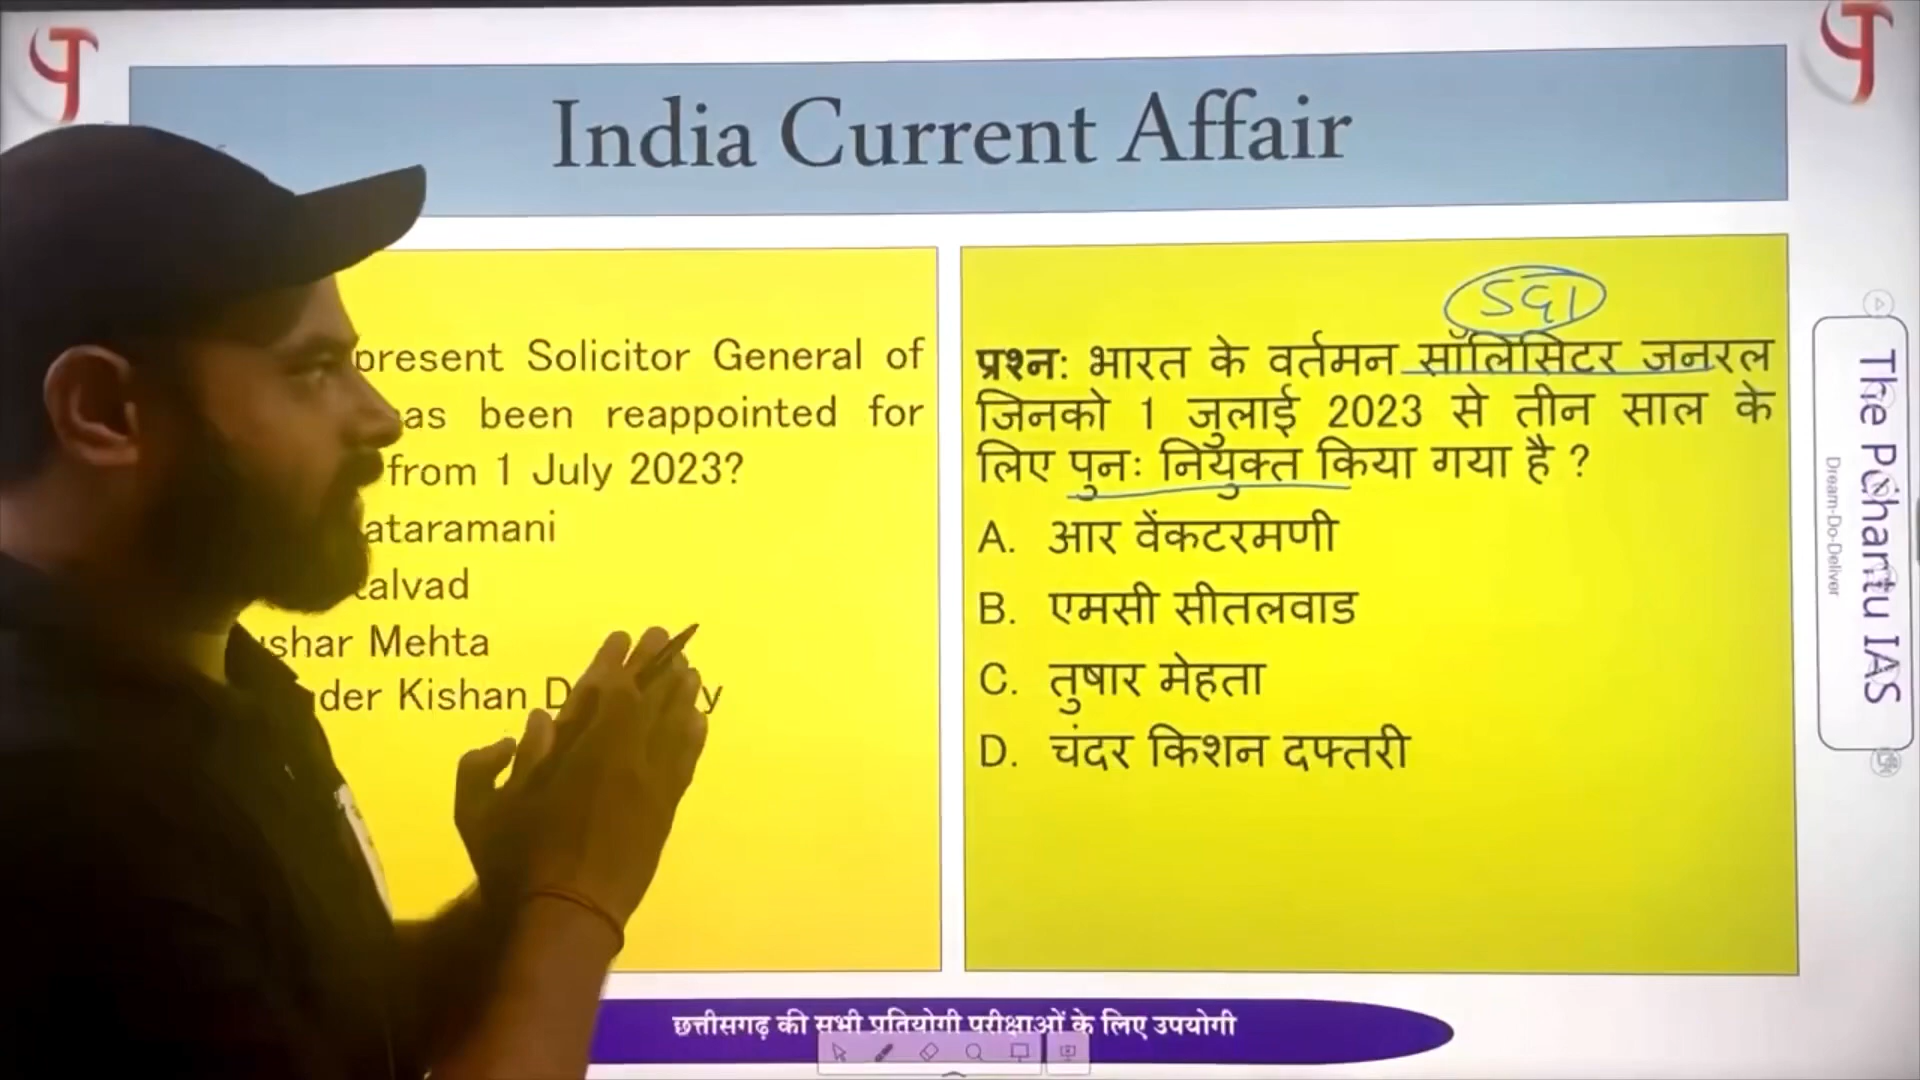 India Current Affair
present Solicitor General of
as been reappointed for
from 1 July 2023?
ataramani
talvad
shar Mehta
der Kishan D y
SGI
प्रश्न: भारत के वर्तमन सॉलिसिटर जनरल
जिनको 1 जुलाई 2023 से तीन साल के
लिए पुनः नियुक्त किया गया है ?
A. आर वेंकटरमणी
B. एमसी सीतलवाड
C. तुषार मेहता
D. चंदर किशन दफ्तरी
The Pahantu IAS
Dream-Do-Deliver
छत्तीसगढ़ की सभी प्रतियोगी परीक्षाओं के लिए उपयोगी